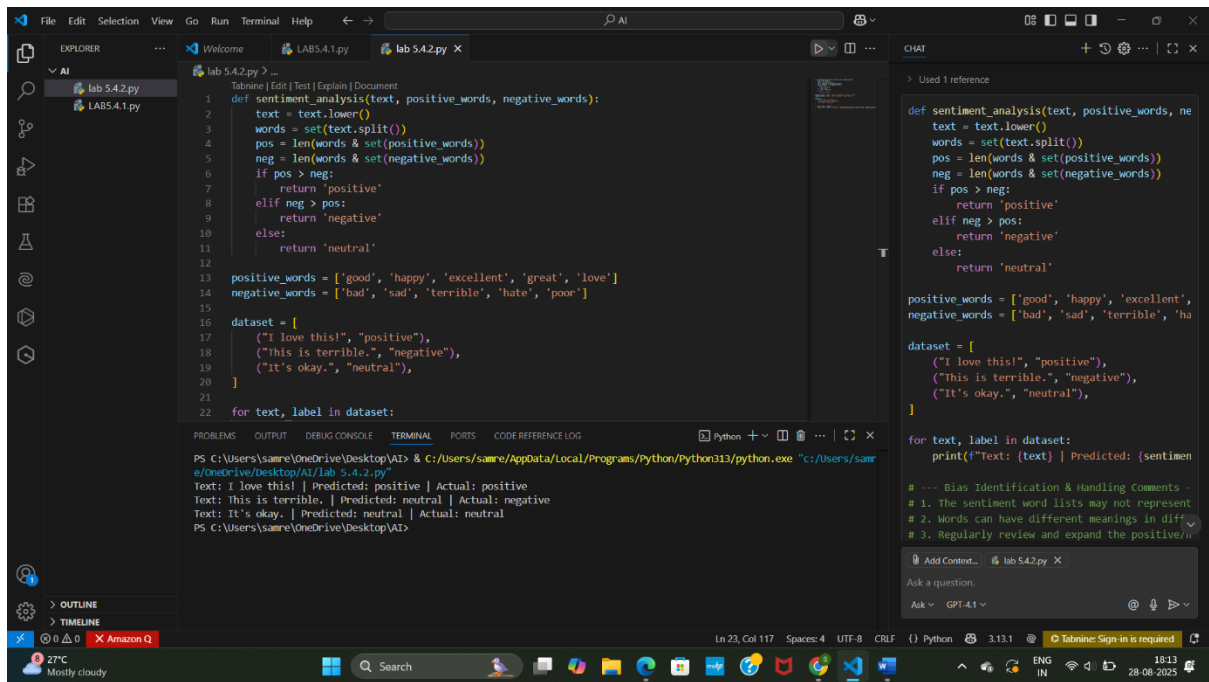 File Edit Selection View Go Run Terminal Help
AI
EXPLORER
AI
lab 5.4.2.py
LAB5.4.1.py
OUTLINE
TIMELINE
Welcome LAB5.4.1.py lab 5.4.2.py
lab 5.4.2.py > ...
Tabnine | Edit | Test | Explain | Document
1 def sentiment_analysis(text, positive_words, negative_words):
2 text = text.lower()
3 words = set(text.split())
4 pos = len(words & set(positive_words))
5 neg = len(words & set(negative_words))
6 if pos > neg:
7 return 'positive'
8 elif neg > pos:
9 return 'negative'
10 else:
11 return 'neutral'
12
13 positive_words = ['good', 'happy', 'excellent', 'great', 'love']
14 negative_words = ['bad', 'sad', 'terrible', 'hate', 'poor']
15
16 dataset = [
17 ("I love this!", "positive"),
18 ("This is terrible.", "negative"),
19 ("It's okay.", "neutral"),
20 ]
21
22 for text, label in dataset:
PROBLEMS OUTPUT DEBUG CONSOLE TERMINAL PORTS CODE REFERENCE LOG
Python
PS C:\Users\samre\OneDrive\Desktop\AI> & C:/Users/samre/AppData/Local/Programs/Python/Python313/python.exe "c:/Users/samr
e/OneDrive/Desktop/AI/lab 5.4.2.py"
Text: I love this! | Predicted: positive | Actual: positive
Text: This is terrible. | Predicted: neutral | Actual: negative
Text: It's okay. | Predicted: neutral | Actual: neutral
PS C:\Users\samre\OneDrive\Desktop\AI>
CHAT
> Used 1 reference
def sentiment_analysis(text, positive_words, ne
text = text.lower()
words = set(text.split())
pos = len(words & set(positive_words))
neg = len(words & set(negative_words))
if pos > neg:
return 'positive'
elif neg > pos:
return 'negative'
else:
return 'neutral'
positive_words = ['good', 'happy', 'excellent',
negative_words = ['bad', 'sad', 'terrible', 'ha
dataset = [
("I love this!", "positive"),
("This is terrible.", "negative"),
("It's okay.", "neutral"),
]
for text, label in dataset:
print(f"Text: {text} | Predicted: {sentimen
# --- Bias Identification & Handling Comments -
# 1. The sentiment word lists may not represent
# 2. Words can have different meanings in diff
# 3. Regularly review and expand the positive/n
Add Context... lab 5.4.2.py
Ask a question.
Ask GPT-4.1
0 0 Amazon Q
Ln 23, Col 117 Spaces: 4 UTF-8 CRLF {} Python 3.13.1 Tabnine: Sign-in is required
8
27°C
Mostly cloudy
Search
ENG
IN
18:13
28-08-2025